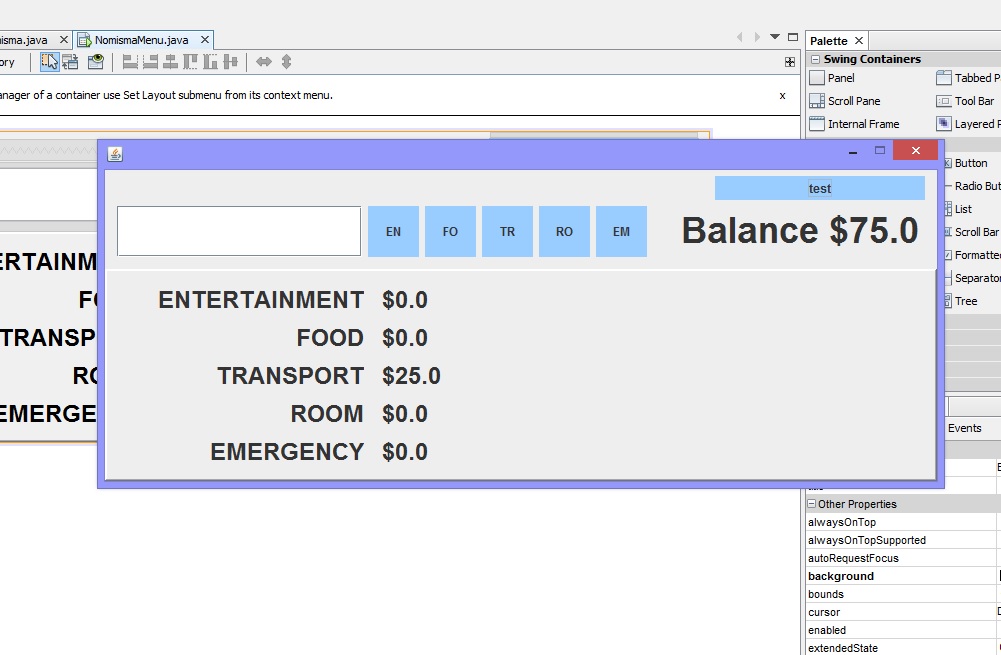 isma.java NomismaMenu.java
Palette
ory
Swing Containers
Panel Tabbed P
anager of a container use Set Layout submenu from its context menu. x
Scroll Pane Tool Bar
Internal Frame Layered P
Button
test
Radio But
EN FO TR RO EM
Balance $75.0
List
Scroll Bar
Formatted
Separator
Tree
ERTAINM
ENTERTAINMENT $0.0
FO
FOOD $0.0
TRANSP
TRANSPORT $25.0
RO
ROOM $0.0
EMERGE
EMERGENCY $0.0
Events
Other Properties
alwaysOnTop
alwaysOnTopSupported
autoRequestFocus
background
bounds
cursor
enabled
extendedState